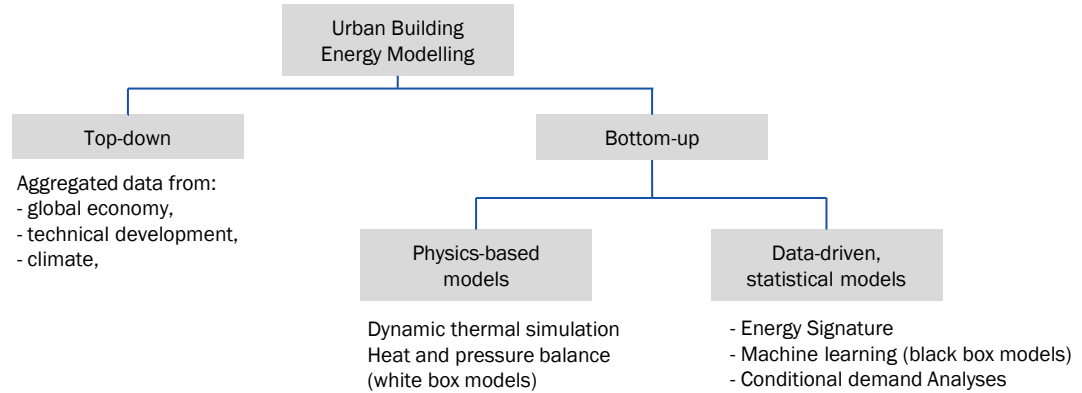 Urban Building
Energy Modelling
Top-down
Bottom-up
Aggregated data from:
- global economy,
- technical development,
- climate,
Physics-based
models
Data-driven,
statistical models
Dynamic thermal simulation
Heat and pressure balance
(white box models)
- Energy Signature
- Machine learning (black box models)
- Conditional demand Analyses